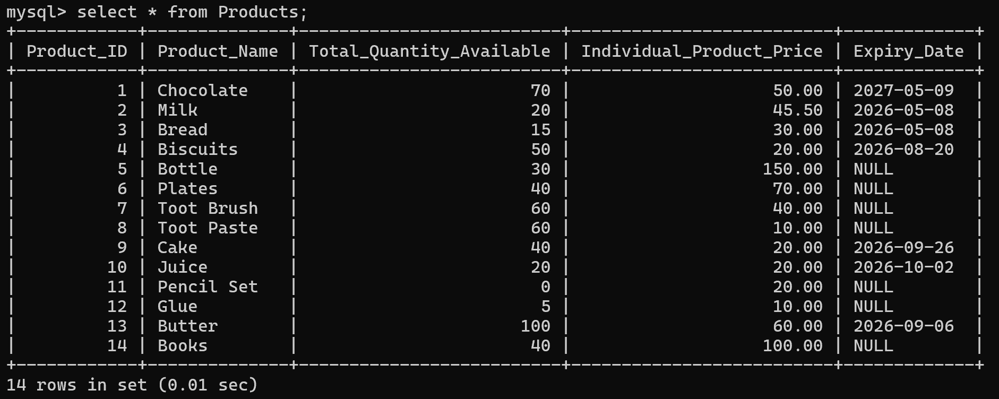 mysql> select * from Products;
+------------+--------------+--------------------------+--------------------------+-------------+
| Product_ID | Product_Name | Total_Quantity_Available | Individual_Product_Price | Expiry_Date |
+------------+--------------+--------------------------+--------------------------+-------------+
|          1 | Chocolate    |                       70 |                    50.00 | 2027-05-09  |
|          2 | Milk         |                       20 |                    45.50 | 2026-05-08  |
|          3 | Bread        |                       15 |                    30.00 | 2026-05-08  |
|          4 | Biscuits     |                       50 |                    20.00 | 2026-08-20  |
|          5 | Bottle       |                       30 |                   150.00 | NULL        |
|          6 | Plates       |                       40 |                    70.00 | NULL        |
|          7 | Toot Brush   |                       60 |                    40.00 | NULL        |
|          8 | Toot Paste   |                       60 |                    10.00 | NULL        |
|          9 | Cake         |                       40 |                    20.00 | 2026-09-26  |
|         10 | Juice        |                       20 |                    20.00 | 2026-10-02  |
|         11 | Pencil Set   |                        0 |                    20.00 | NULL        |
|         12 | Glue         |                        5 |                    10.00 | NULL        |
|         13 | Butter       |                      100 |                    60.00 | 2026-09-06  |
|         14 | Books        |                       40 |                   100.00 | NULL        |
+------------+--------------+--------------------------+--------------------------+-------------+
14 rows in set (0.01 sec)